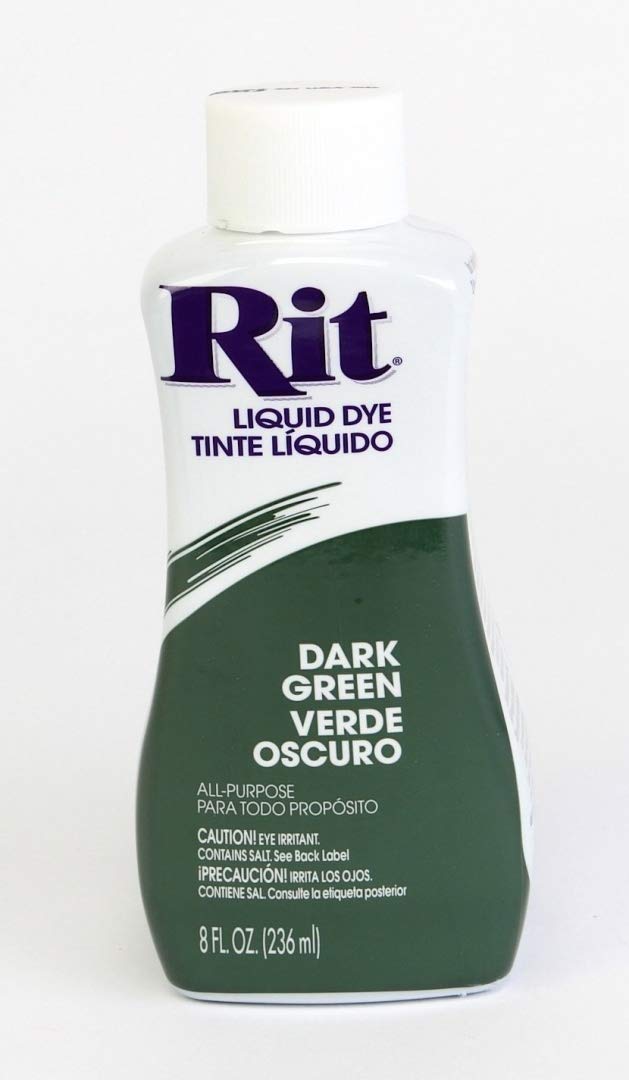 Rit®
LIQUID DYE
TINTE LÍQUIDO
DARK
GREEN
VERDE
OSCURO
ALL-PURPOSE
PARA TODO PROPÓSITO
CAUTION! EYE IRRITANT.
CONTAINS SALT. See Back Label
¡PRECAUCIÓN! IRRITA LOS OJOS.
CONTIENE SAL. Consulte la etiqueta posterior
8 FL. OZ. (236 ml)